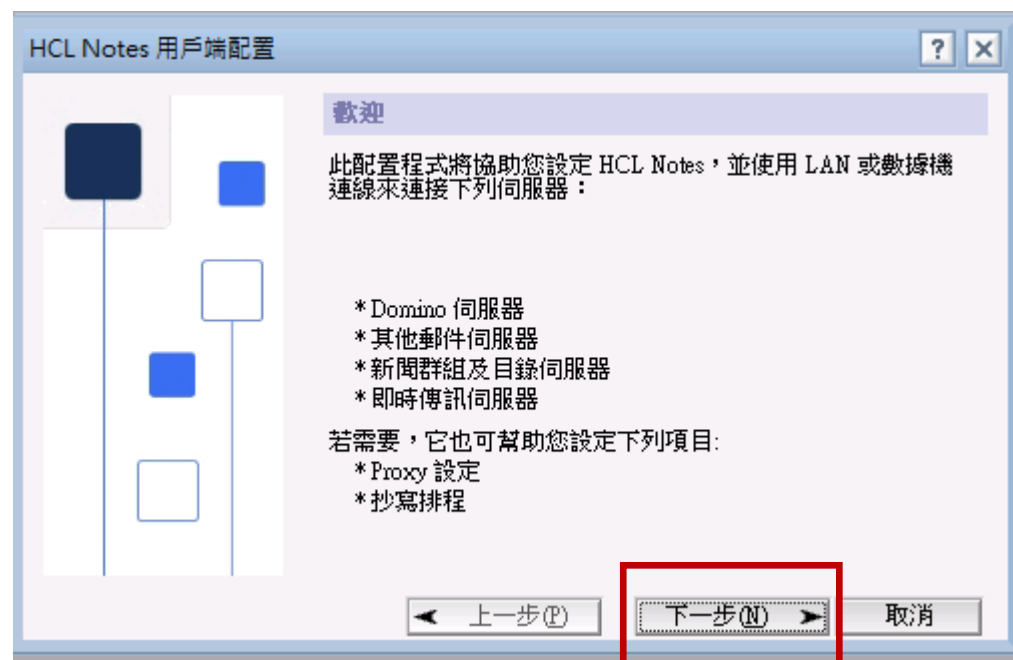 HCL Notes 用戶端配置
歡迎
此配置程式將協助您設定 HCL Notes，並使用 LAN 或數據機
連線來連接下列伺服器：
*Domino 伺服器
*其他郵件伺服器
*新聞群組及目錄伺服器
*即時傳訊伺服器
若需要，它也可幫助您設定下列項目:
*Proxy 設定
*抄寫排程
上一步(P) 下一步(N) 取消